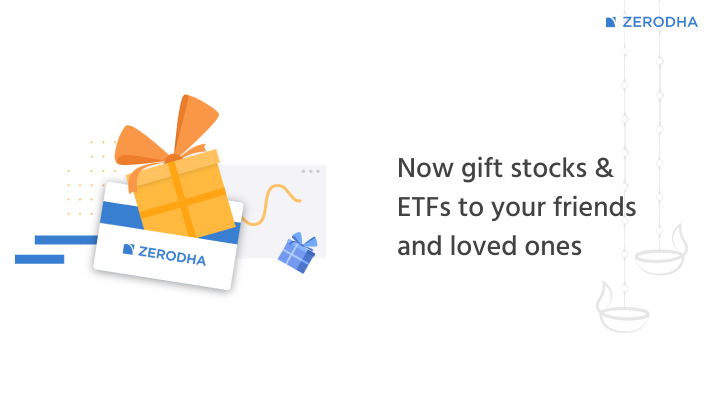 ZERODHA
Now gift stocks &
ETFs to your friends
and loved ones
ZERODHA